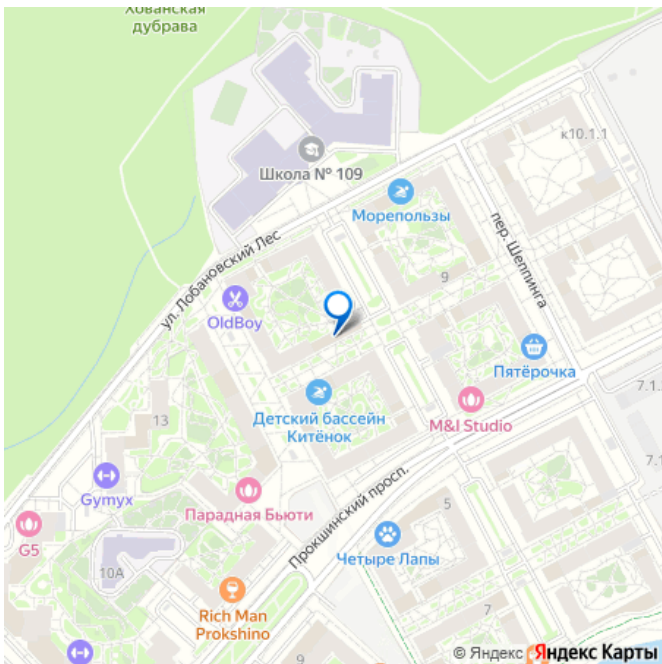 Хованская
дубрава
к10.1.1
Школа № 109
Морепользы
пер. Шеппинга
ул. Лобановский Лес
9
OldBoy
Пятёрочка
7.1.
M&I Studio
Детский бассейн
Китёнок
13
7.1
Gymyx
Парадная Бьюти
Прокшинский просп.
5
G5
Четыре Лапы
10А
Rich Man
Prokshino
7
9
© Яндекс Яндекс Карты